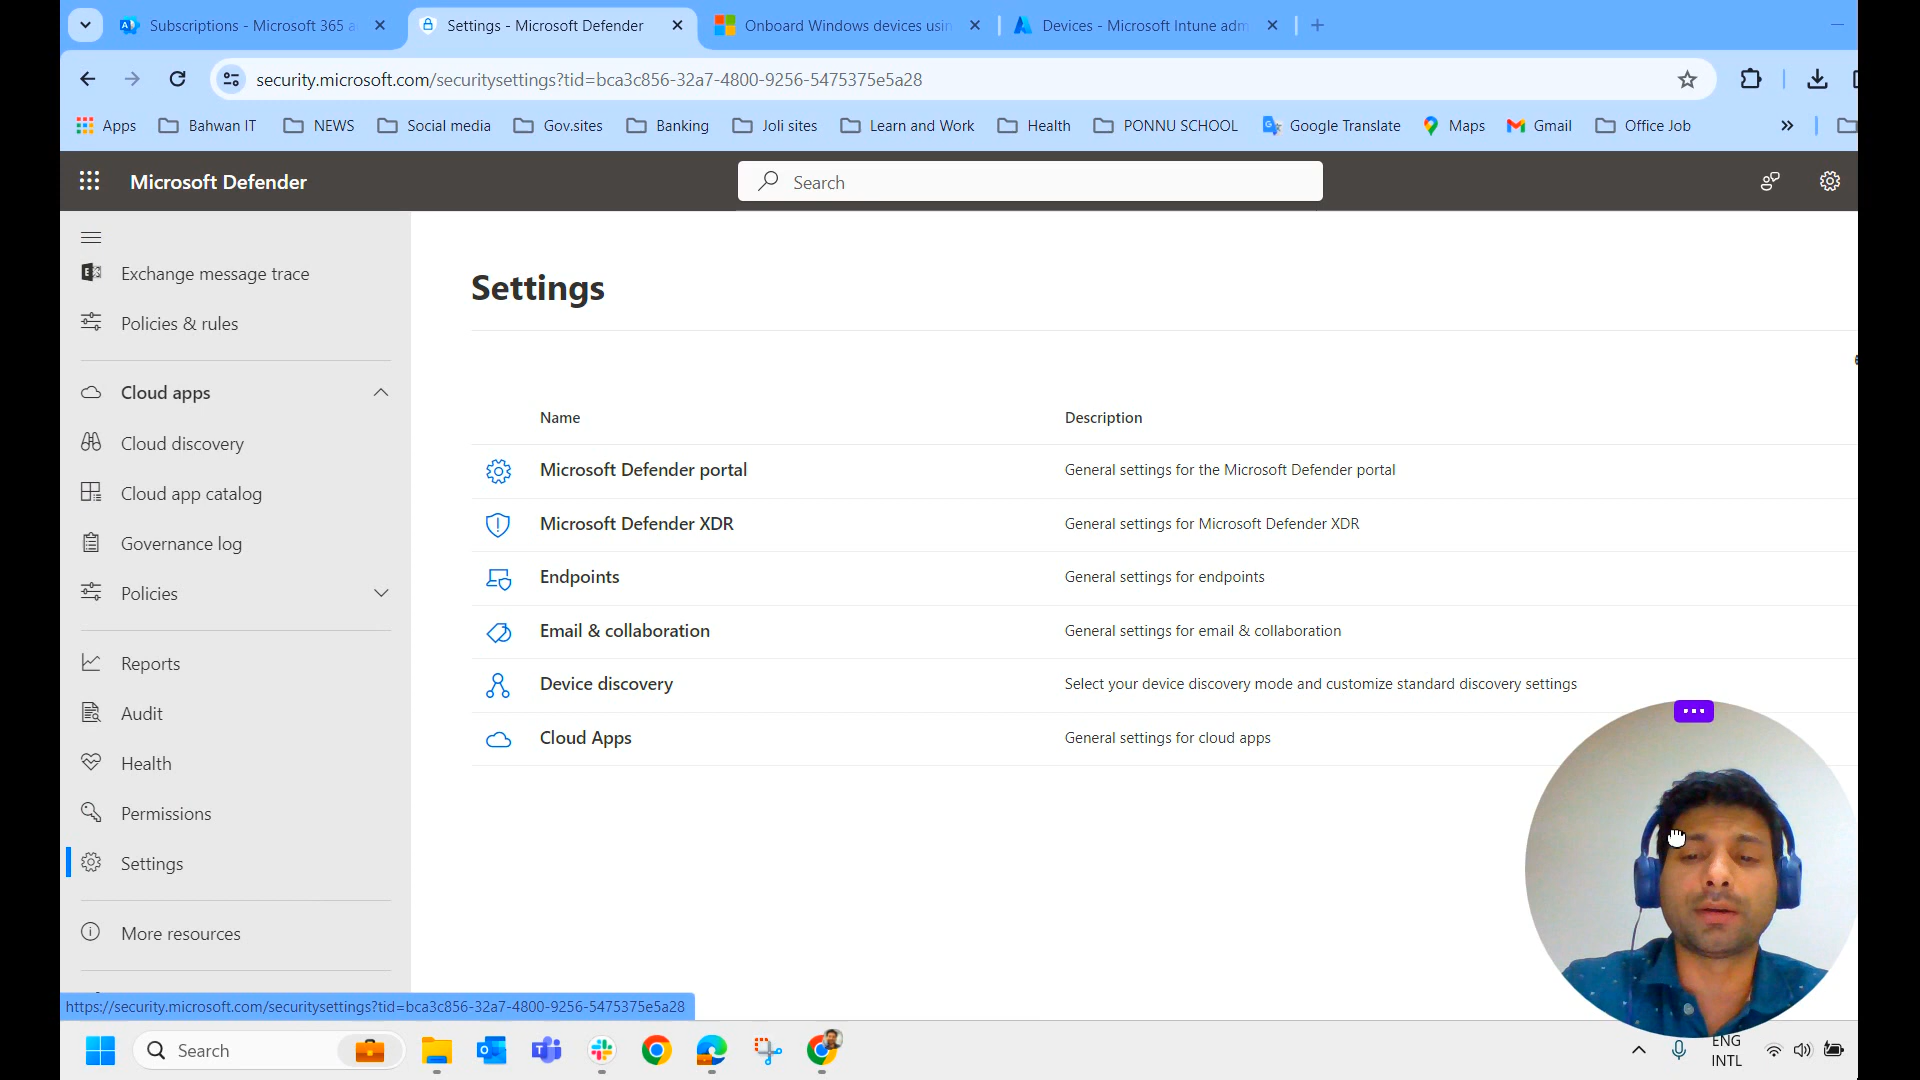 Subscriptions - Microsoft 365 a
Settings - Microsoft Defender
Onboard Windows devices usin
Devices - Microsoft Intune adm
security.microsoft.com/securitysettings?tid=bca3c856-32a7-4800-9256-5475375e5a28
Apps
Bahwan IT
NEWS
Social media
Gov.sites
Banking
Joli sites
Learn and Work
Health
PONNU SCHOOL
Google Translate
Maps
Gmail
Office Job
Microsoft Defender
Search
Exchange message trace
Policies & rules
Cloud apps
Cloud discovery
Cloud app catalog
Governance log
Policies
Reports
Audit
Health
Permissions
Settings
More resources
Settings
Name Description
Microsoft Defender portal General settings for the Microsoft Defender portal
Microsoft Defender XDR General settings for Microsoft Defender XDR
Endpoints General settings for endpoints
Email & collaboration General settings for email & collaboration
Device discovery Select your device discovery mode and customize standard discovery settings
Cloud Apps General settings for cloud apps
https://security.microsoft.com/securitysettings?tid=bca3c856-32a7-4800-9256-5475375e5a28
Search
ENG
INTL